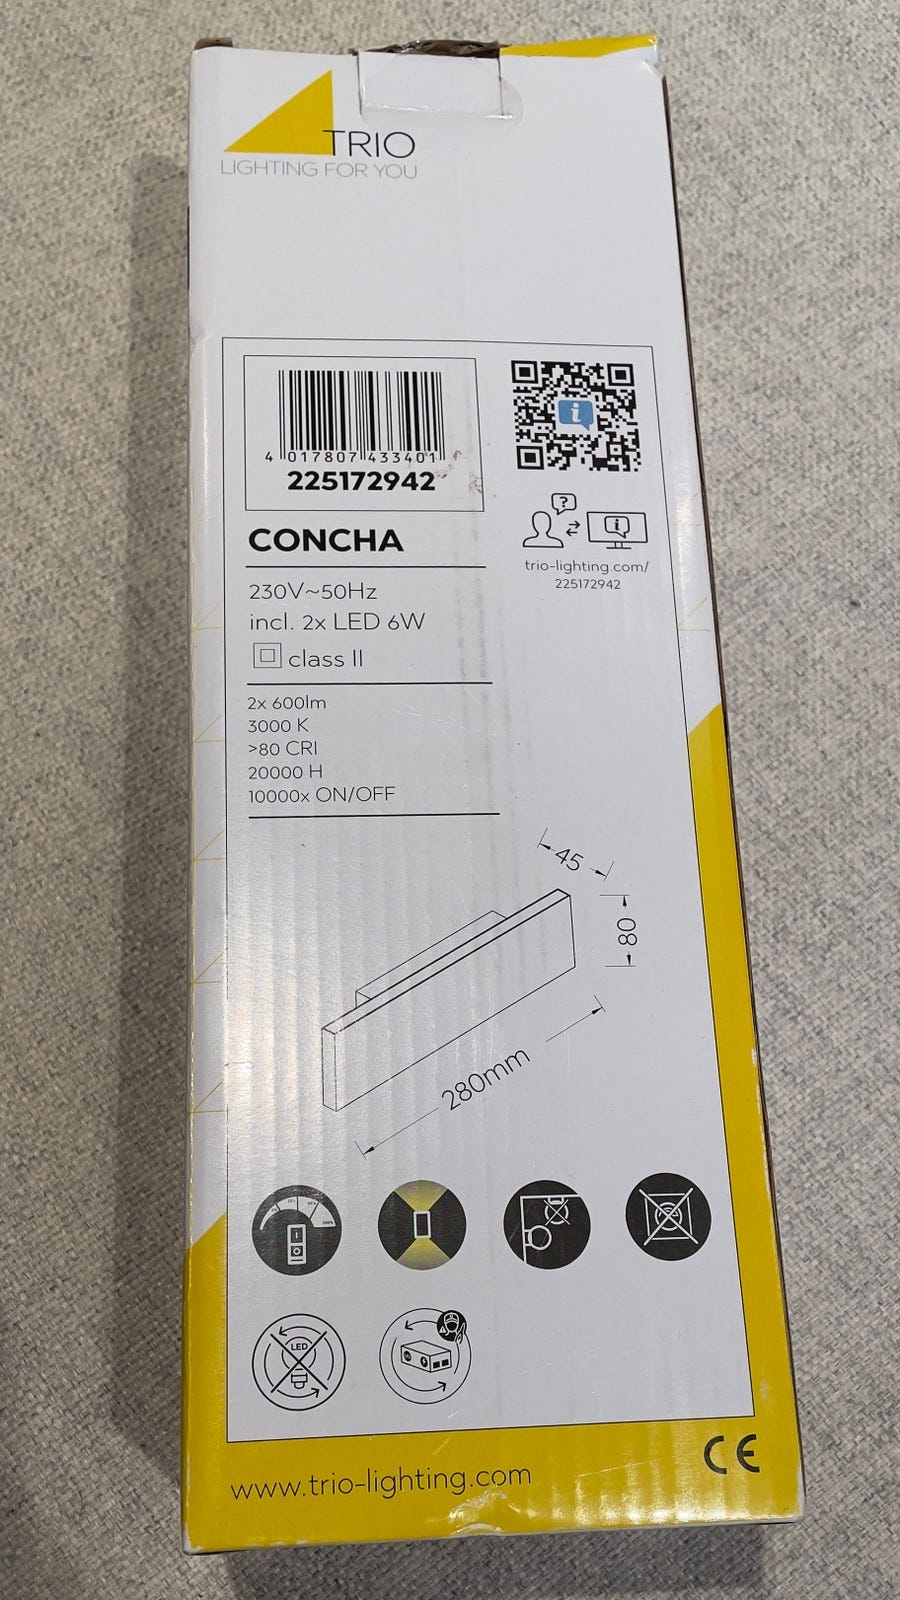 TRIO
LIGHTING FOR YOU
4 017807 433401
225172942
CONCHA
230V~50Hz
incl. 2x LED 6W
class II
trio-lighting.com/
225172942
2x 600lm
3000 K
>80 CRI
20000 H
10000x ON/OFF
45
80
280mm
100%
LED
www.trio-lighting.com
CE